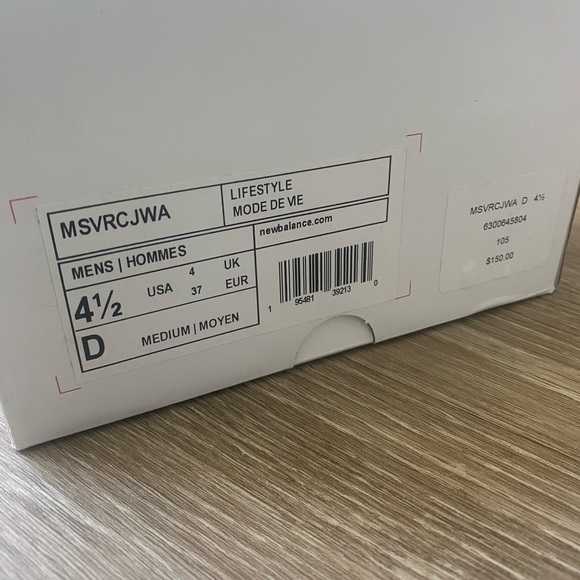 MSVRCJWA
LIFESTYLE
MODE DE VIE
MENS | HOMMES
newbalance.com
4½ USA 4 UK
37 EUR
D MEDIUM | MOYEN
1 95481 39213 0
MSVRCJWA D 4½
6300645804
105
$150.00